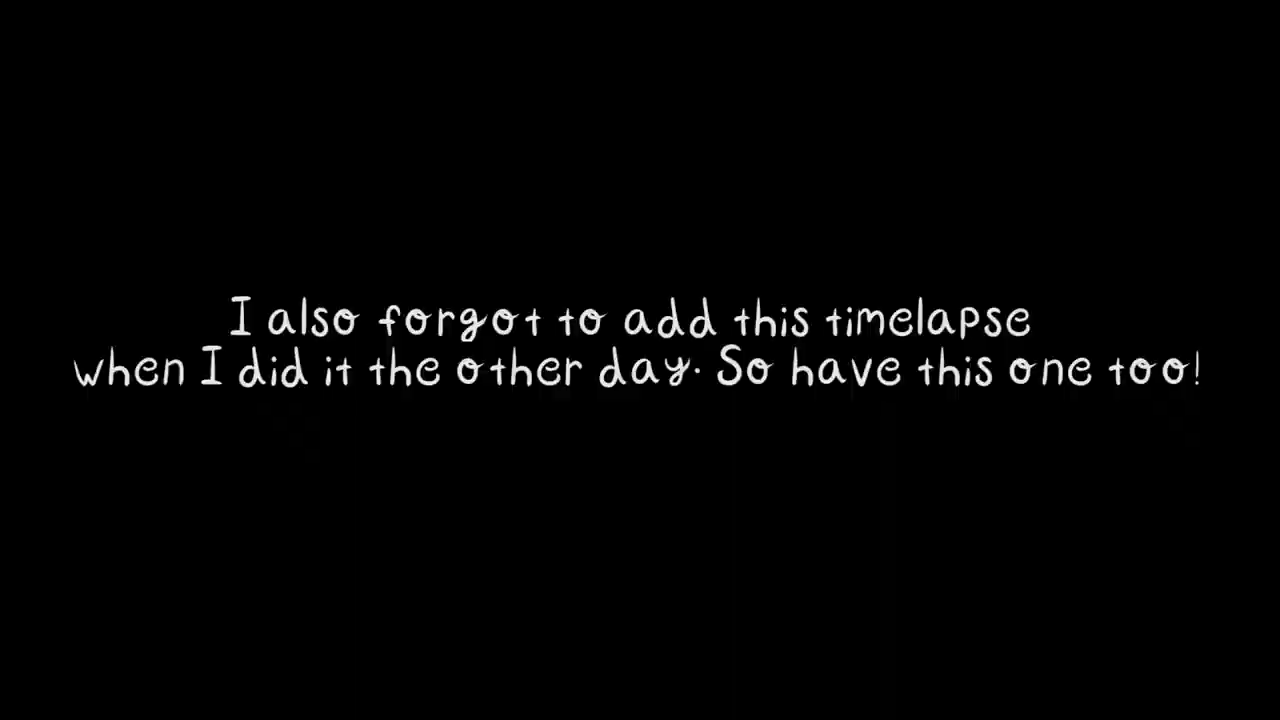 I also forgot to add this timelapse
when I did it the other day. So have this one too!